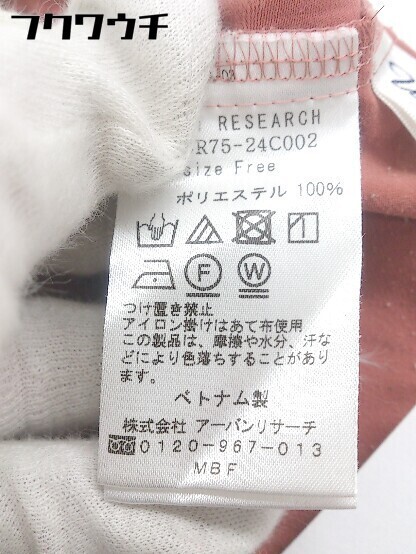 フクワウチ
RESEARCH
R75-24C002
size Free
ポリエステル 100%
つけ置き禁止
アイロン掛けはあて布使用
この製品は、摩擦や水分、汗な
どにより色落ちすることがあり
ます。
ベトナム製
株式会社 アーバンリサーチ
0120-967-013
MBF